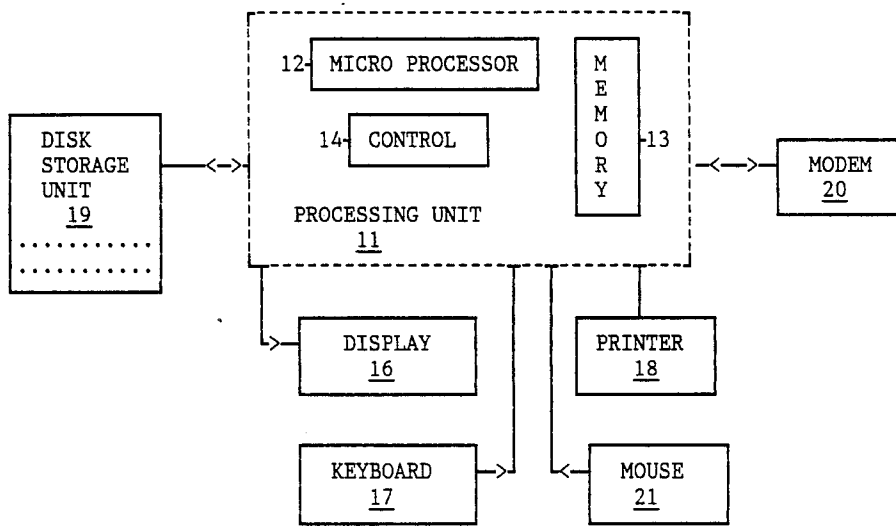 12 MICRO PROCESSOR
14 CONTROL
M
E
M
O
R
Y
13
PROCESSING UNIT
11
DISK
STORAGE
UNIT
19
MODEM
20
DISPLAY
16
PRINTER
18
KEYBOARD
17
MOUSE
21